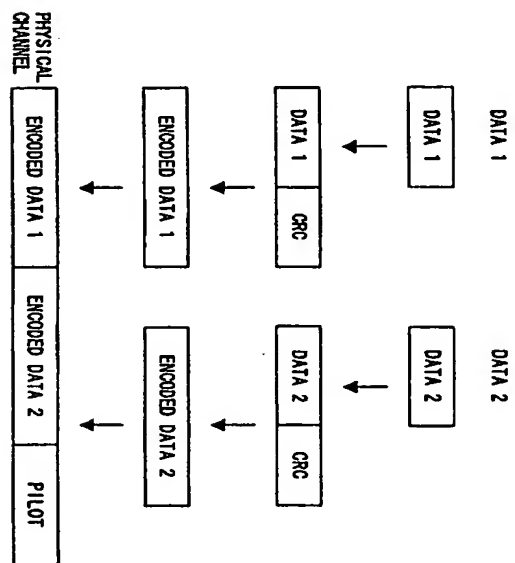 DATA 1
DATA 2
DATA 1
DATA 2
DATA 1
CRC
DATA 2
CRC
ENCODED DATA 1
ENCODED DATA 2
PHYSICAL
CHANNEL
ENCODED DATA 1
ENCODED DATA 2
PILOT